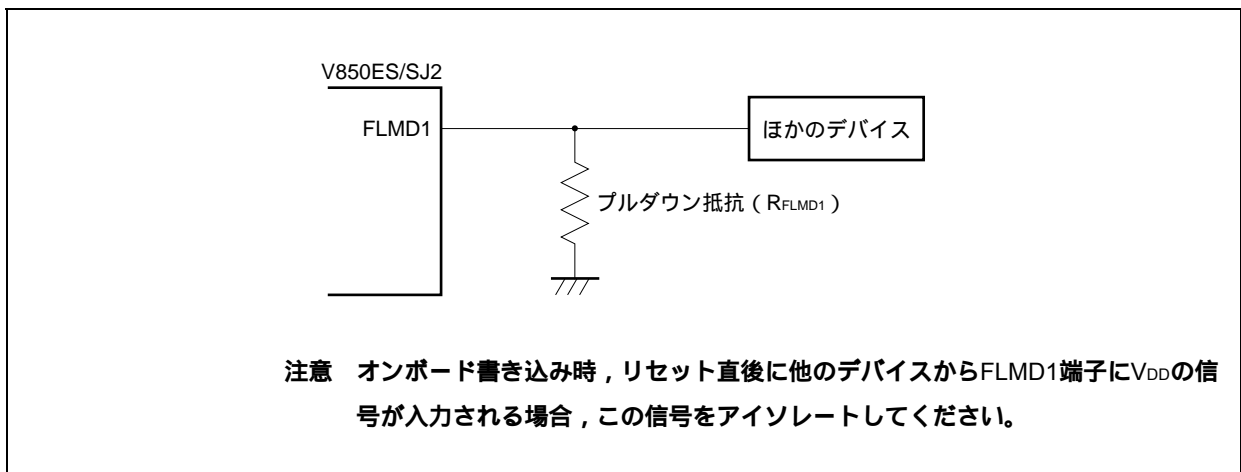 V850ES/SJ2
FLMD1
ほかのデバイス
プルダウン抵抗（RFLMD1）
注意　オンボード書き込み時，リセット直後に他のデバイスからFLMD1端子にVDDの信
号が入力される場合，この信号をアイソレートしてください。